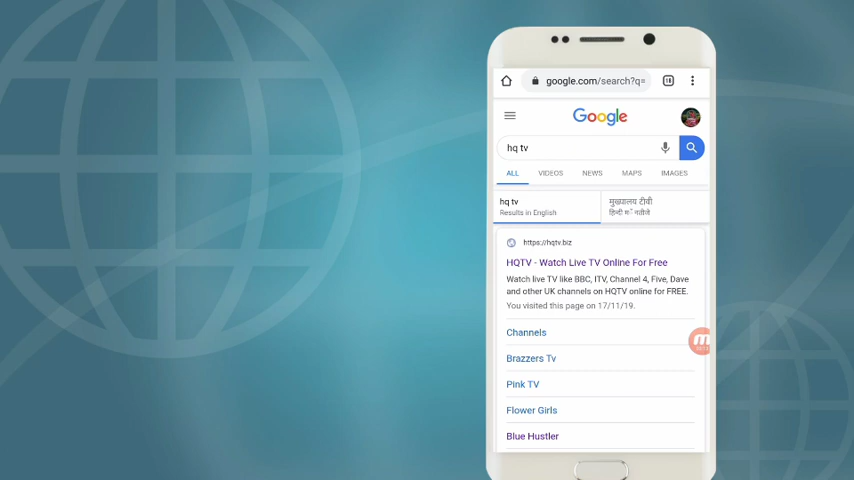 google.com/search?q=
18
Google
hq tv
ALL VIDEOS NEWS MAPS IMAGES
hq tv
Results in English
मुख्यालय टीवी
हिन्दी में नतीजे
https://hqtv.biz
HQTV - Watch Live TV Online For Free
Watch live TV like BBC, ITV, Channel 4, Five, Dave
and other UK channels on HQTV online for FREE.
You visited this page on 17/11/19.
Channels
Brazzers Tv
Pink TV
Flower Girls
Blue Hustler